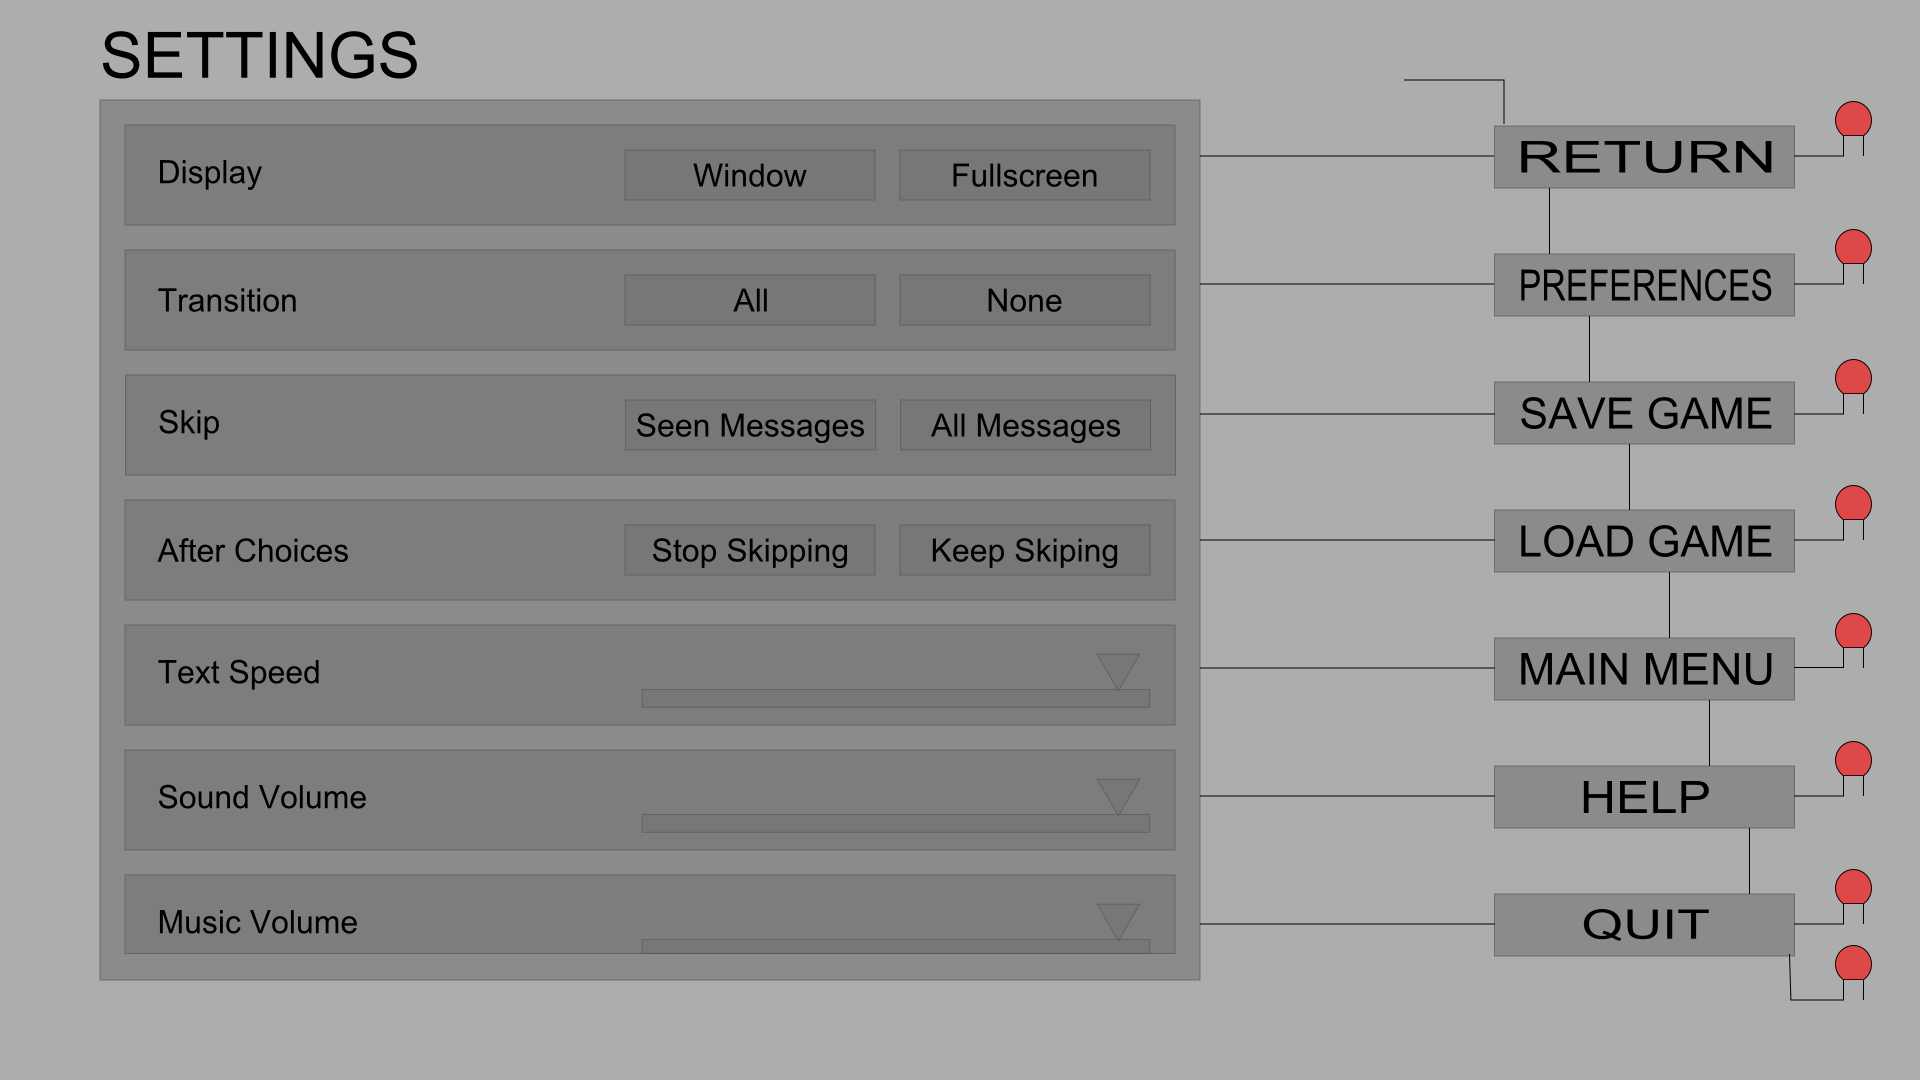 SETTINGS
Display
Window
Fullscreen
Transition
All
None
Skip
Seen Messages
All Messages
After Choices
Stop Skipping
Keep Skiping
Text Speed
Sound Volume
Music Volume
RETURN
PREFERENCES
SAVE GAME
LOAD GAME
MAIN MENU
HELP
QUIT